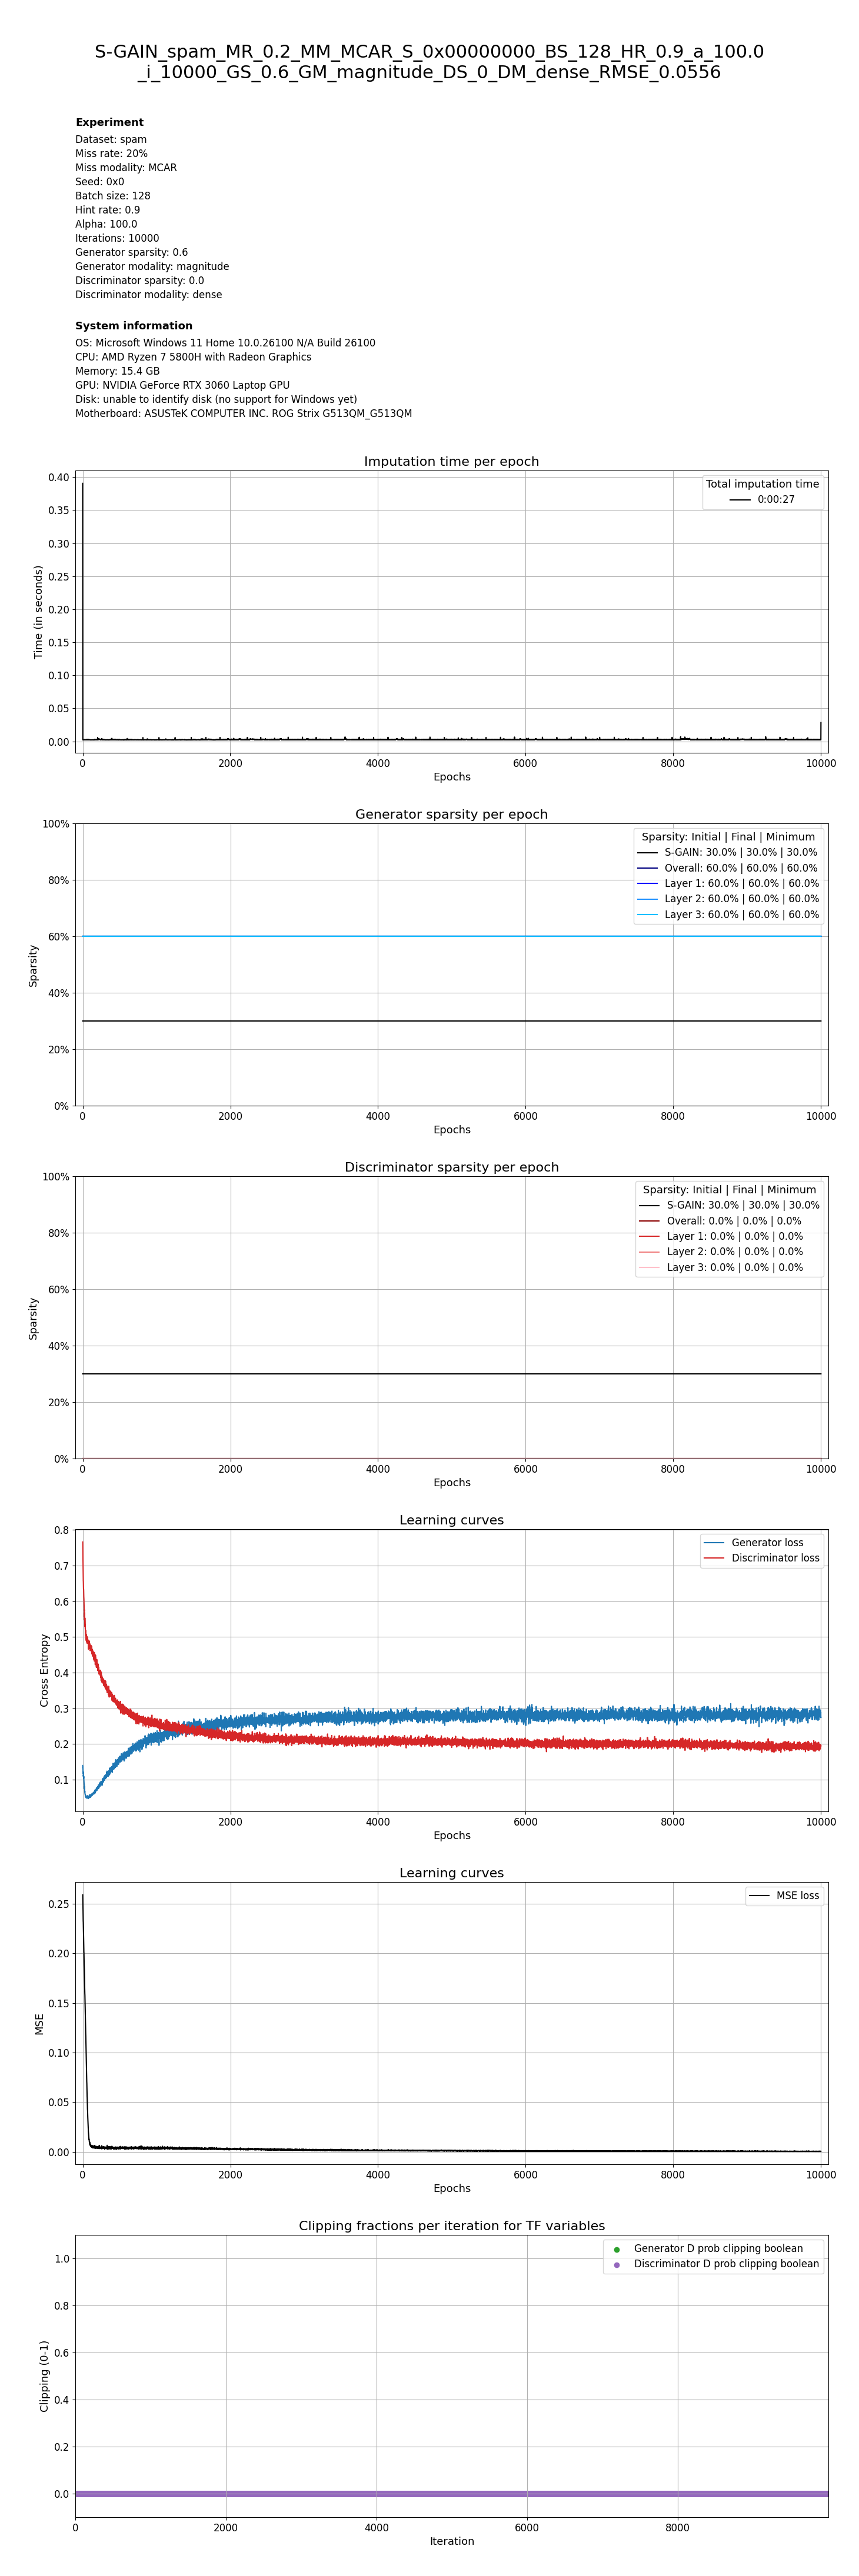 S-GAIN_spam_MR_0.2_MM_MCAR_S_0x00000000_BS_128_HR_0.9_a_100.0
_i_10000_GS_0.6_GM_magnitude_DS_0_DM_dense_RMSE_0.0556
Experiment
Dataset: spam
Miss rate: 20%
Miss modality: MCAR
Seed: 0x0
Batch size: 128
Hint rate: 0.9
Alpha: 100.0
Iterations: 10000
Generator sparsity: 0.6
Generator modality: magnitude
Discriminator sparsity: 0.0
Discriminator modality: dense
System information
OS: Microsoft Windows 11 Home 10.0.26100 N/A Build 26100
CPU: AMD Ryzen 7 5800H with Radeon Graphics
Memory: 15.4 GB
GPU: NVIDIA GeForce RTX 3060 Laptop GPU
Disk: unable to identify disk (no support for Windows yet)
Motherboard: ASUSTeK COMPUTER INC. ROG Strix G513QM_G513QM
Imputation time per epoch
Total imputation time
0:00:27
Time (in seconds)
0.40
0.35
0.30
0.25
0.20
0.15
0.10
0.05
0.00
0 2000 4000 6000 8000 10000
Epochs
Generator sparsity per epoch
Sparsity: Initial | Final | Minimum
S-GAIN: 30.0% | 30.0% | 30.0%
Overall: 60.0% | 60.0% | 60.0%
Layer 1: 60.0% | 60.0% | 60.0%
Layer 2: 60.0% | 60.0% | 60.0%
Layer 3: 60.0% | 60.0% | 60.0%
Sparsity
100%
80%
60%
40%
20%
0%
0 2000 4000 6000 8000 10000
Epochs
Discriminator sparsity per epoch
Sparsity: Initial | Final | Minimum
S-GAIN: 30.0% | 30.0% | 30.0%
Overall: 0.0% | 0.0% | 0.0%
Layer 1: 0.0% | 0.0% | 0.0%
Layer 2: 0.0% | 0.0% | 0.0%
Layer 3: 0.0% | 0.0% | 0.0%
Sparsity
100%
80%
60%
40%
20%
0%
0 2000 4000 6000 8000 10000
Epochs
Learning curves
Generator loss
Discriminator loss
Cross Entropy
0.8
0.7
0.6
0.5
0.4
0.3
0.2
0.1
0 2000 4000 6000 8000 10000
Epochs
Learning curves
MSE loss
MSE
0.25
0.20
0.15
0.10
0.05
0.00
0 2000 4000 6000 8000 10000
Epochs
Clipping fractions per iteration for TF variables
Generator D prob clipping boolean
Discriminator D prob clipping boolean
Clipping (0-1)
1.0
0.8
0.6
0.4
0.2
0.0
0 2000 4000 6000 8000
Iteration